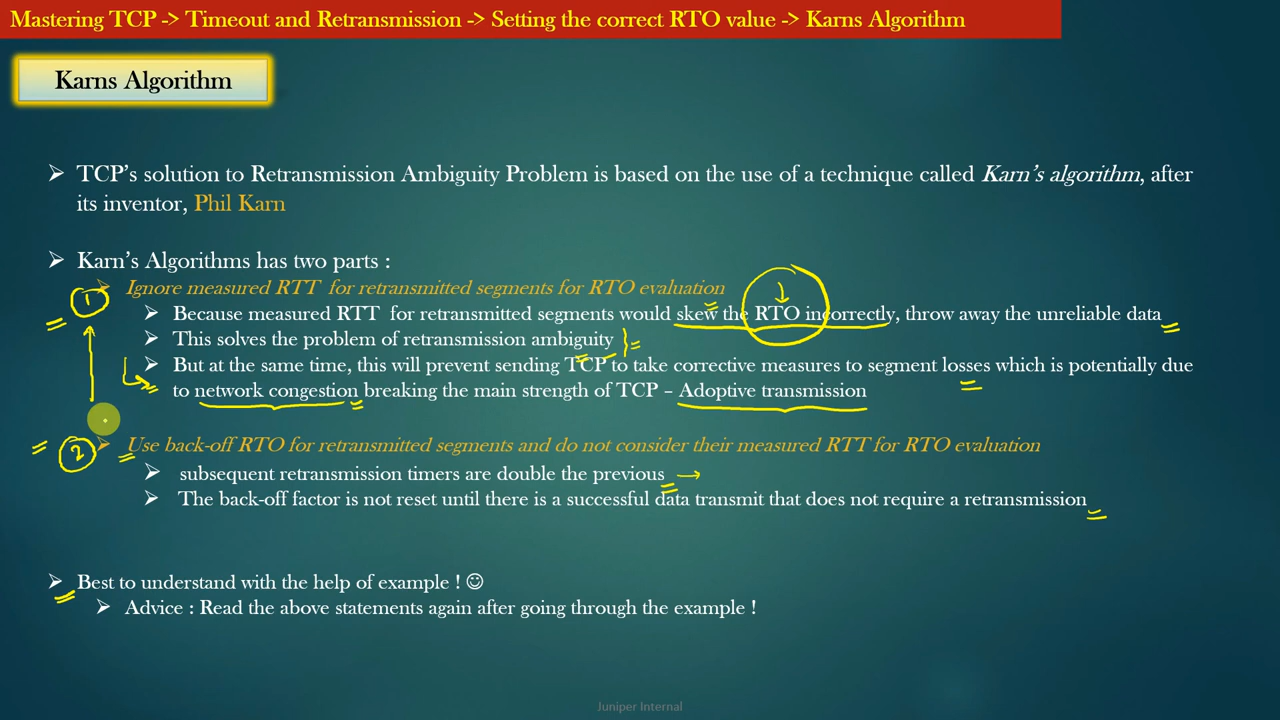 Mastering TCP -> Timeout and Retransmission -> Setting the correct RTO value -> Karns Algorithm
Karns Algorithm
➢ TCP's solution to Retransmission Ambiguity Problem is based on the use of a technique called Karn's algorithm, after
its inventor, Phil Karn
➢ Karn's Algorithms has two parts :
1 ➢ Ignore measured RTT for retransmitted segments for RTO evaluation
➢ Because measured RTT for retransmitted segments would skew the RTO incorrectly, throw away the unreliable data
➢ This solves the problem of retransmission ambiguity
➢ But at the same time, this will prevent sending TCP to take corrective measures to segment losses which is potentially due
to network congestion breaking the main strength of TCP – Adoptive transmission
2 ➢ Use back-off RTO for retransmitted segments and do not consider their measured RTT for RTO evaluation
➢ subsequent retransmission timers are double the previous
➢ The back-off factor is not reset until there is a successful data transmit that does not require a retransmission
➢ Best to understand with the help of example ! ☺
➢ Advice : Read the above statements again after going through the example !
Juniper Internal